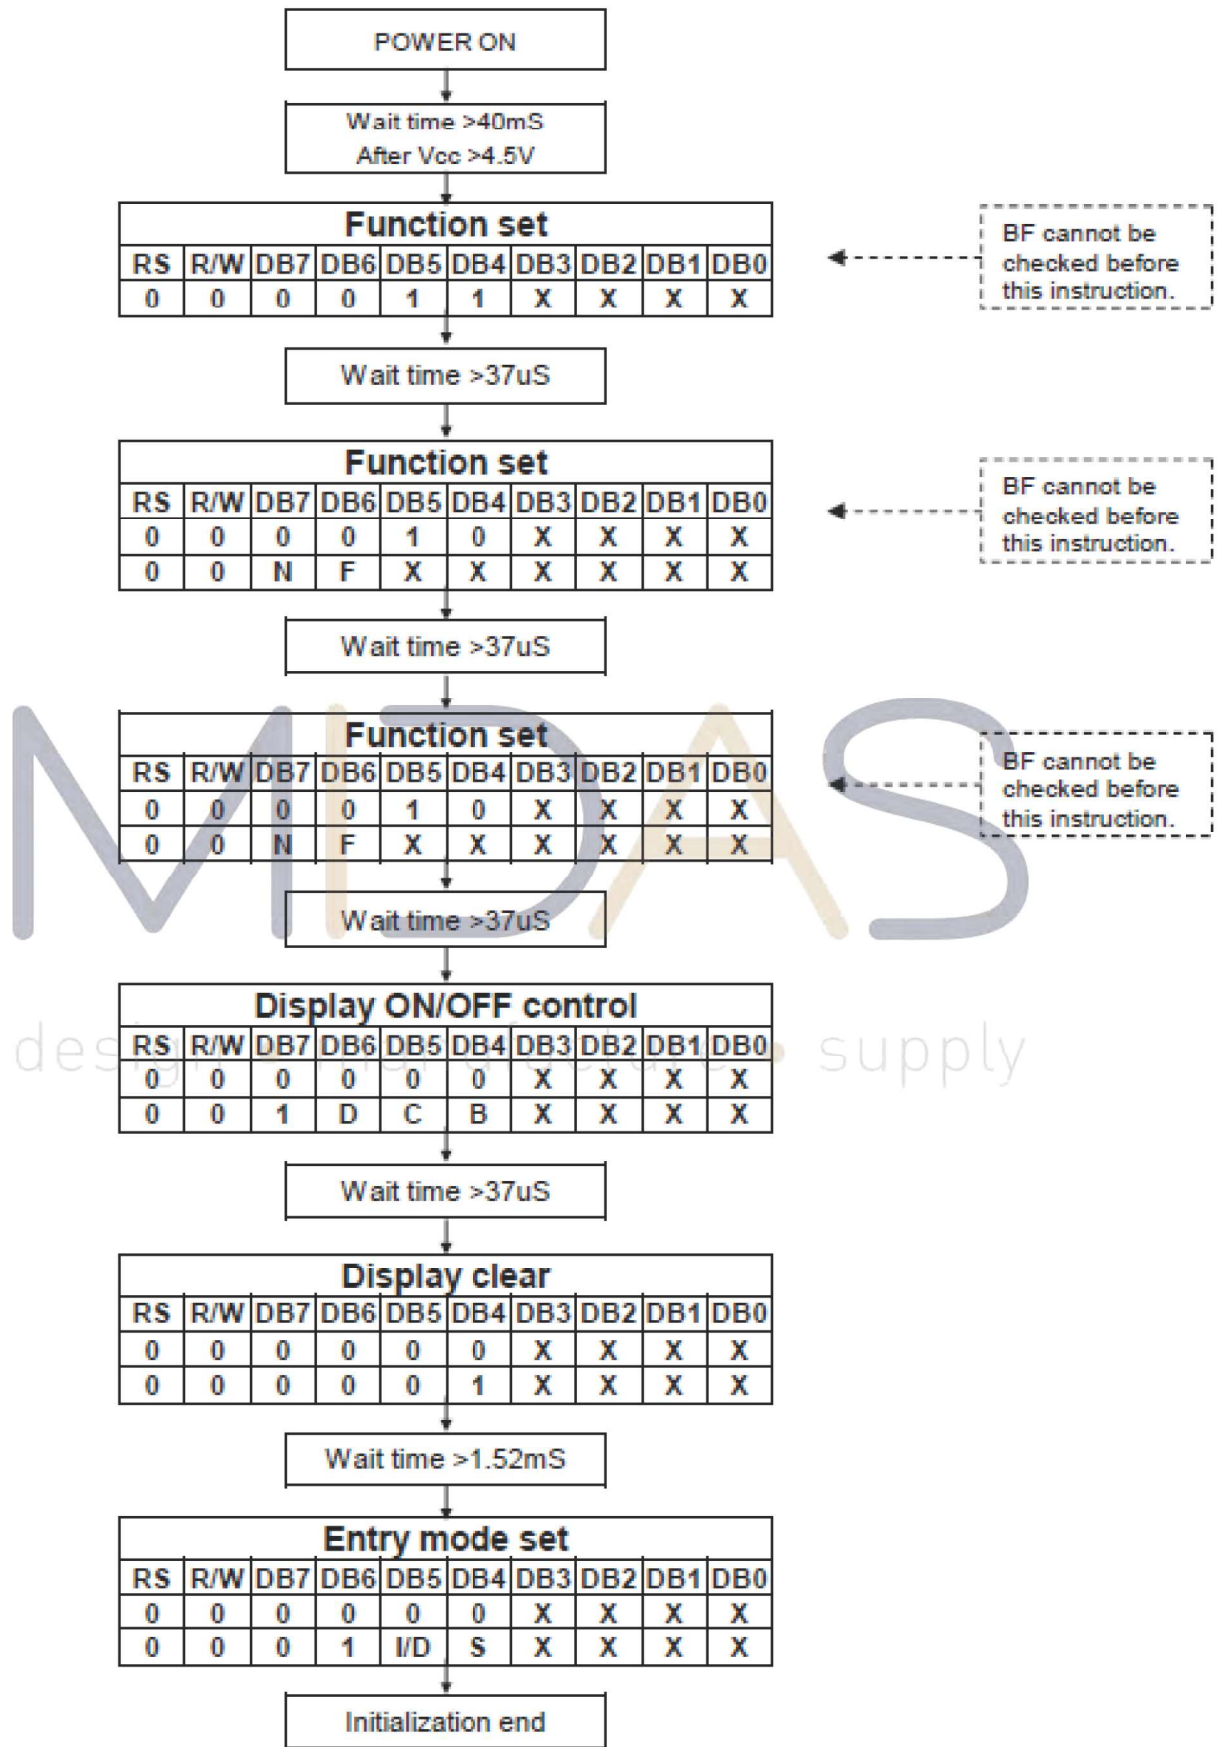 POWER ON
Wait time >40mS
After Vcc >4.5V
Function set
RS R/W DB7 DB6 DB5 DB4 DB3 DB2 DB1 DB0
0 0 0 0 1 1 X X X X
BF cannot be
checked before
this instruction.
Wait time >37uS
Function set
RS R/W DB7 DB6 DB5 DB4 DB3 DB2 DB1 DB0
0 0 0 0 1 0 X X X X
0 0 N F X X X X X X
BF cannot be
checked before
this instruction.
Wait time >37uS
MIDAS
Function set
RS R/W DB7 DB6 DB5 DB4 DB3 DB2 DB1 DB0
0 0 0 0 1 0 X X X X
0 0 N F X X X X X X
BF cannot be
checked before
this instruction.
Wait time >37uS
Display ON/OFF control
RS R/W DB7 DB6 DB5 DB4 DB3 DB2 DB1 DB0
0 0 0 0 0 0 X X X X
0 0 1 D C B X X X X
design • manufacture • supply
Wait time >37uS
Display clear
RS R/W DB7 DB6 DB5 DB4 DB3 DB2 DB1 DB0
0 0 0 0 0 0 X X X X
0 0 0 0 0 1 X X X X
Wait time >1.52mS
Entry mode set
RS R/W DB7 DB6 DB5 DB4 DB3 DB2 DB1 DB0
0 0 0 0 0 0 X X X X
0 0 0 1 I/D S X X X X
Initialization end